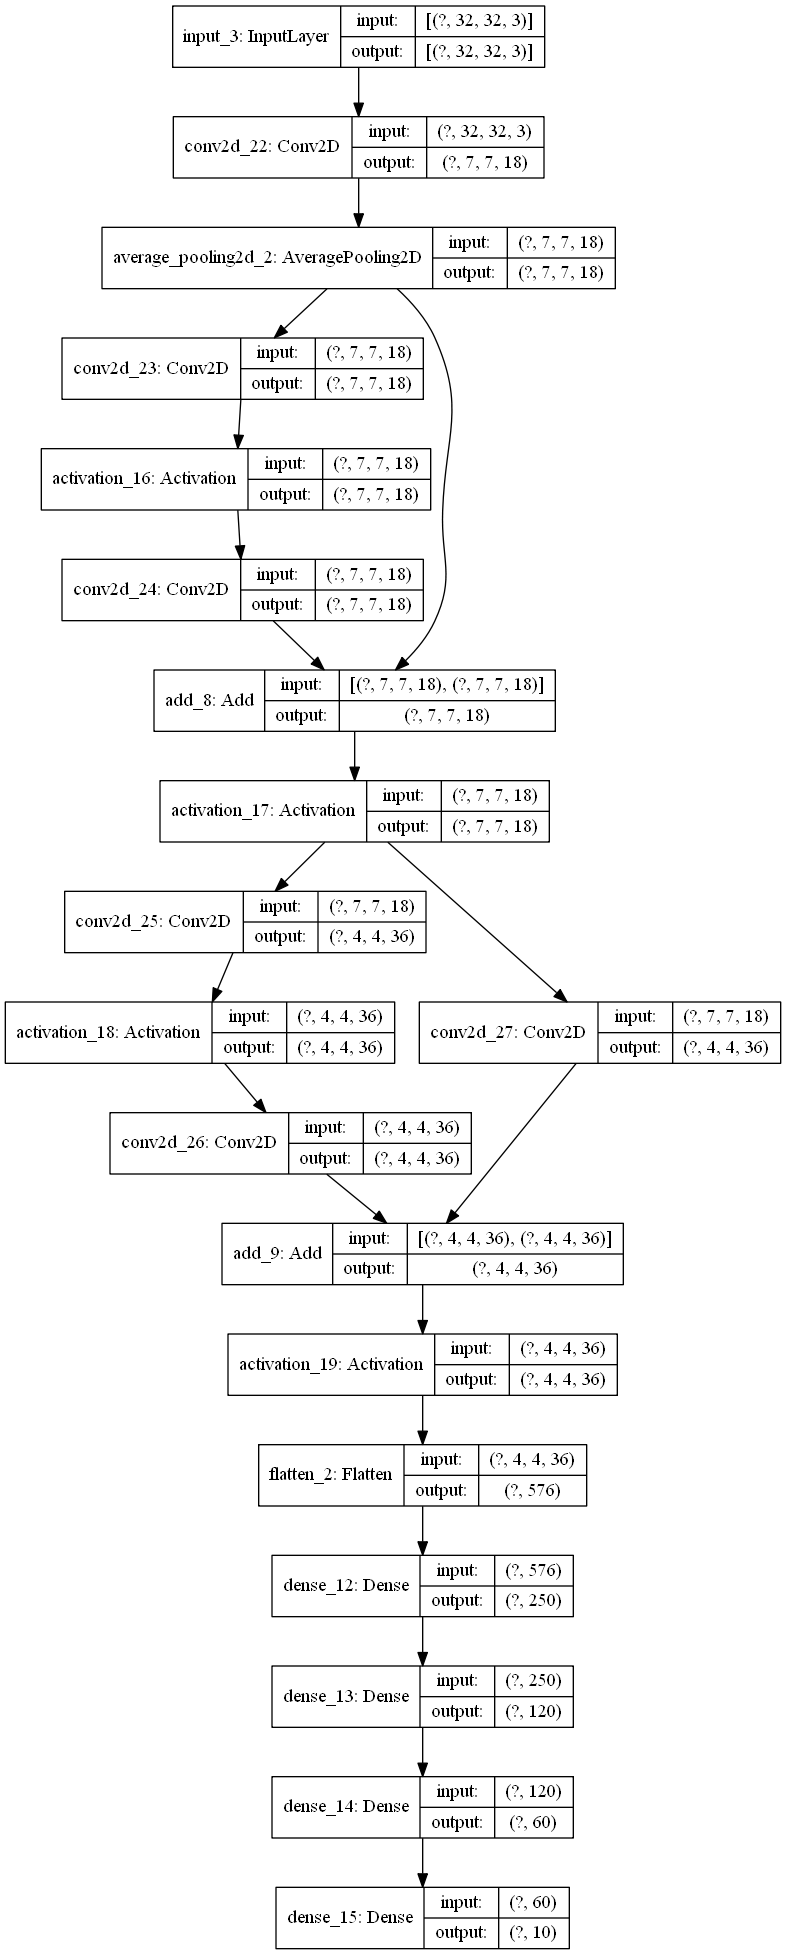 input_3: InputLayer
input: [(?, 32, 32, 3)]
output: [(?, 32, 32, 3)]
conv2d_22: Conv2D
input: (?, 32, 32, 3)
output: (?, 7, 7, 18)
average_pooling2d_2: AveragePooling2D
input: (?, 7, 7, 18)
output: (?, 7, 7, 18)
conv2d_23: Conv2D
input: (?, 7, 7, 18)
output: (?, 7, 7, 18)
activation_16: Activation
input: (?, 7, 7, 18)
output: (?, 7, 7, 18)
conv2d_24: Conv2D
input: (?, 7, 7, 18)
output: (?, 7, 7, 18)
add_8: Add
input: [(?, 7, 7, 18), (?, 7, 7, 18)]
output: (?, 7, 7, 18)
activation_17: Activation
input: (?, 7, 7, 18)
output: (?, 7, 7, 18)
conv2d_25: Conv2D
input: (?, 7, 7, 18)
output: (?, 4, 4, 36)
activation_18: Activation
input: (?, 4, 4, 36)
output: (?, 4, 4, 36)
conv2d_27: Conv2D
input: (?, 7, 7, 18)
output: (?, 4, 4, 36)
conv2d_26: Conv2D
input: (?, 4, 4, 36)
output: (?, 4, 4, 36)
add_9: Add
input: [(?, 4, 4, 36), (?, 4, 4, 36)]
output: (?, 4, 4, 36)
activation_19: Activation
input: (?, 4, 4, 36)
output: (?, 4, 4, 36)
flatten_2: Flatten
input: (?, 4, 4, 36)
output: (?, 576)
dense_12: Dense
input: (?, 576)
output: (?, 250)
dense_13: Dense
input: (?, 250)
output: (?, 120)
dense_14: Dense
input: (?, 120)
output: (?, 60)
dense_15: Dense
input: (?, 60)
output: (?, 10)